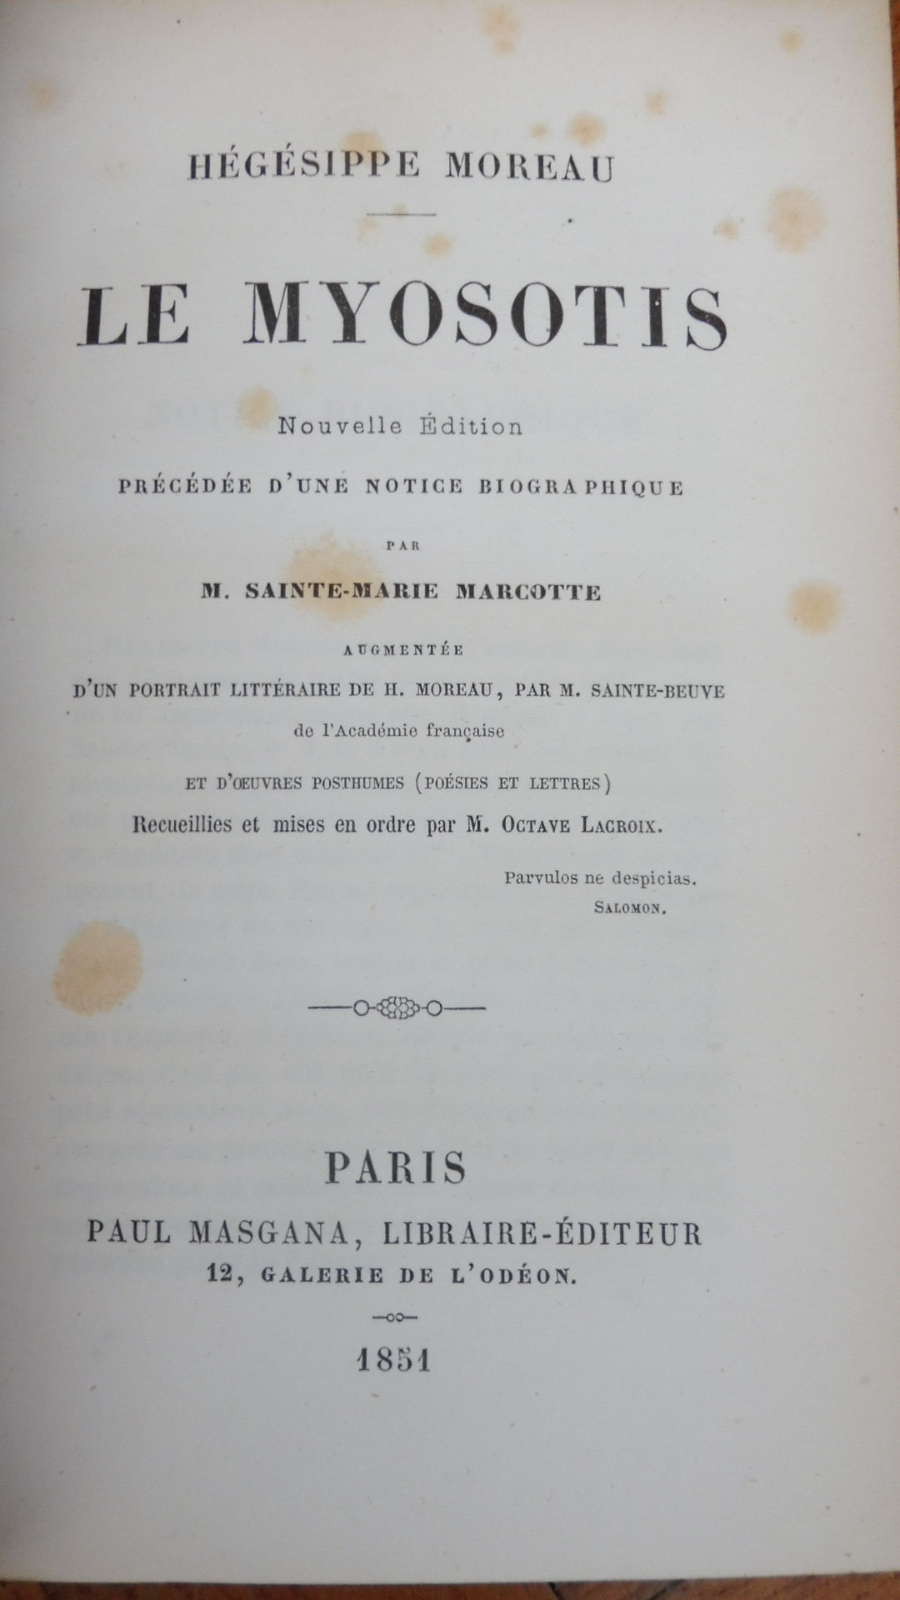 HÉGÉSIPPE MOREAU
LE MYOSOTIS
Nouvelle Édition
PRÉCÉDÉE D'UNE NOTICE BIOGRAPHIQUE
PAR
M. SAINTE-MARIE MARCOTTE
AUGMENTÉE
D'UN PORTRAIT LITTÉRAIRE DE H. MOREAU, PAR M. SAINTE-BEUVE
de l'Académie française
ET D'ŒUVRES POSTHUMES (POÉSIES ET LETTRES)
Recueillies et mises en ordre par M. OCTAVE LACROIX.
Parvulos ne despicias.
SALOMON.
PARIS
PAUL MASGANA, LIBRAIRE-ÉDITEUR
12, GALERIE DE L'ODÉON.
1851